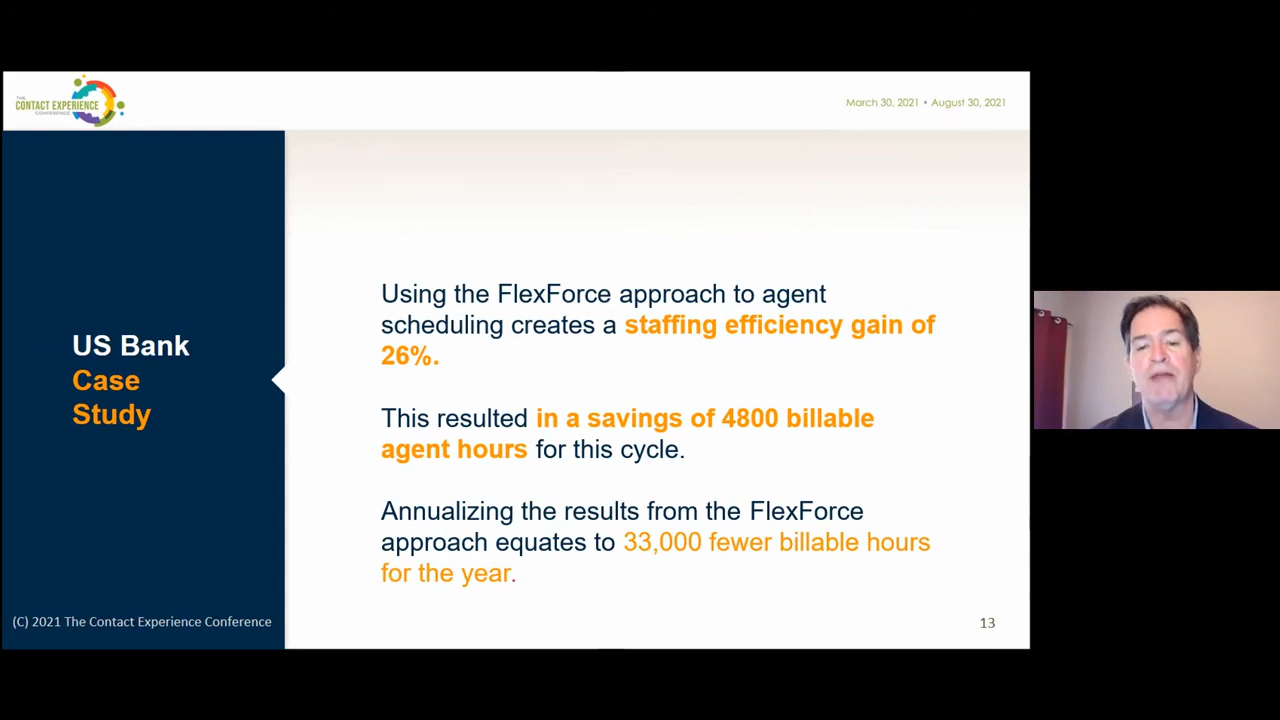 THE
CONTACT EXPERIENCE
CONFERENCE
March 30, 2021 • August 30, 2021
US Bank
Case
Study
Using the FlexForce approach to agent
scheduling creates a staffing efficiency gain of
26%.
This resulted in a savings of 4800 billable
agent hours for this cycle.
Annualizing the results from the FlexForce
approach equates to 33,000 fewer billable hours
for the year.
(C) 2021 The Contact Experience Conference
13